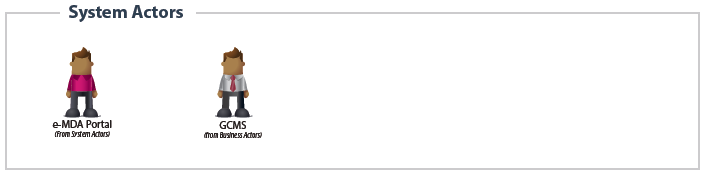 System Actors
e-MDA Portal
(From System Actors)
GCMS
(from Business Actors)